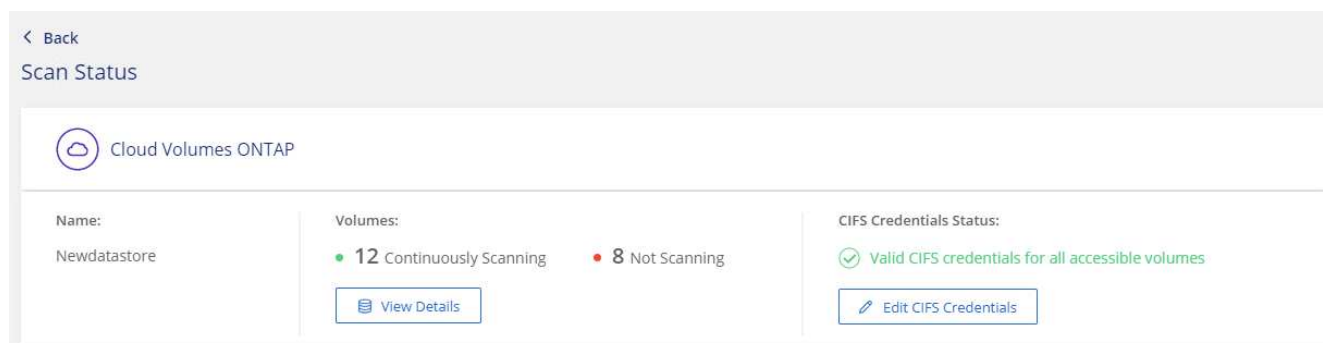 Back
Scan Status
Cloud Volumes ONTAP
Name:
Newdatastore
Volumes:
12 Continuously Scanning
8 Not Scanning
View Details
CIFS Credentials Status:
Valid CIFS credentials for all accessible volumes
Edit CIFS Credentials